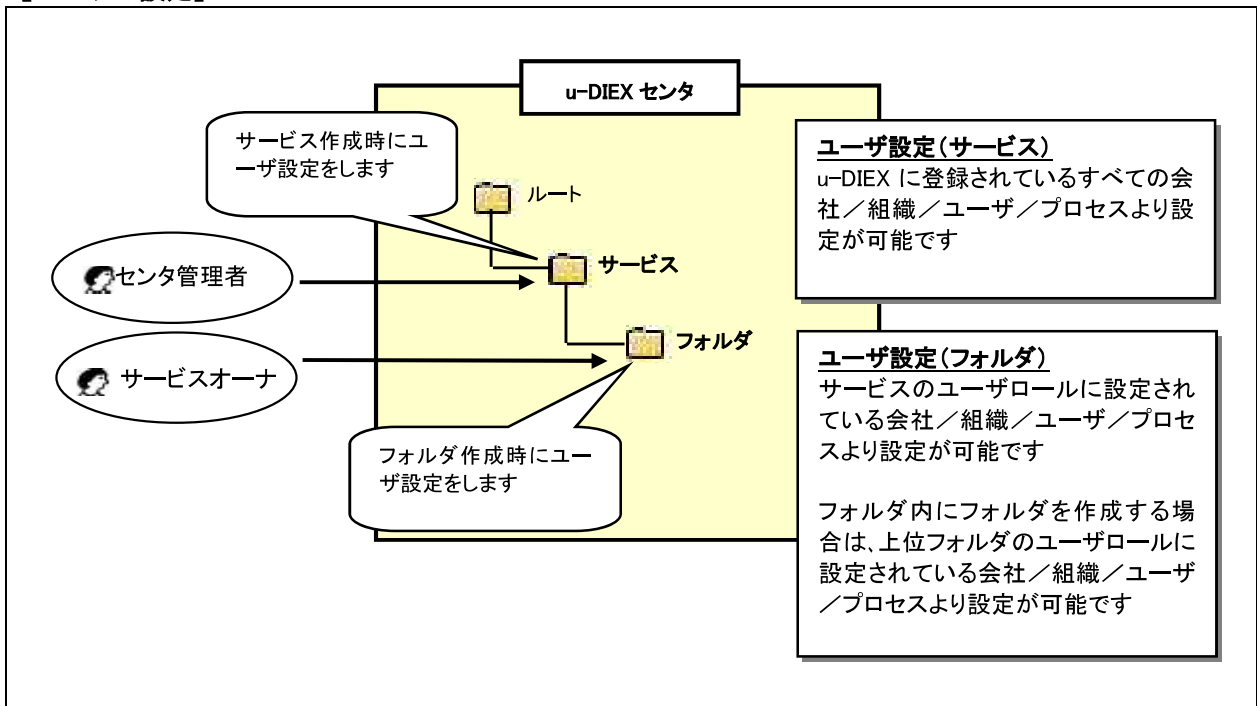 u-DIEX センタ
サービス作成時にユ
ーザ設定をします
ルート
サービス
フォルダ
センタ管理者
サービスオーナ
フォルダ作成時にユー
ザ設定をします
ユーザ設定(サービス)
u-DIEX に登録されているすべての会
社／組織／ユーザ／プロセスより設
定が可能です
ユーザ設定(フォルダ)
サービスのユーザロールに設定され
ている会社／組織／ユーザ／プロセ
スより設定が可能です
フォルダ内にフォルダを作成する場
合は、上位フォルダのユーザロールに
設定されている会社／組織／ユーザ
／プロセスより設定が可能です